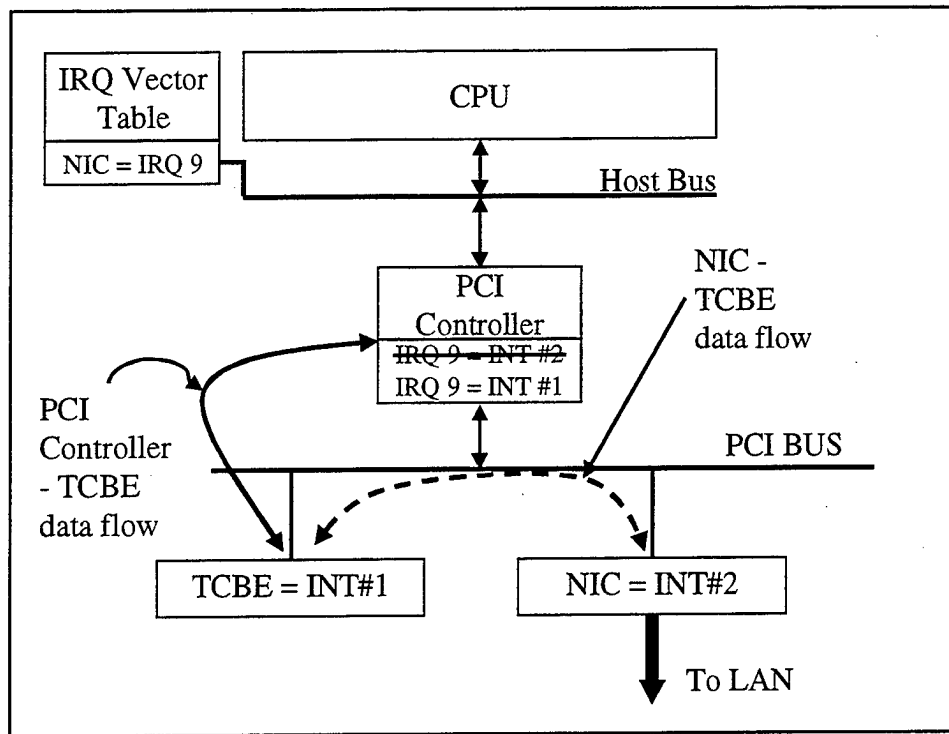 IRQ Vector
Table
NIC = IRQ 9
CPU
Host Bus
PCI
Controller
IRQ 9 = INT #2
IRQ 9 = INT #1
NIC -
TCBE
data flow
PCI
Controller
- TCBE
data flow
PCI BUS
TCBE = INT#1
NIC = INT#2
To LAN